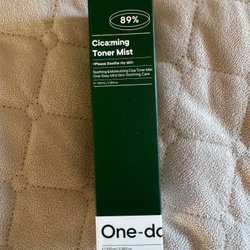 89%
Cica:ming
Toner Mist
+Please Soothe my skin
Soothing & Moisturizing Cica Toner Mist
One-Step Mild Skin Soothing Care
One-do